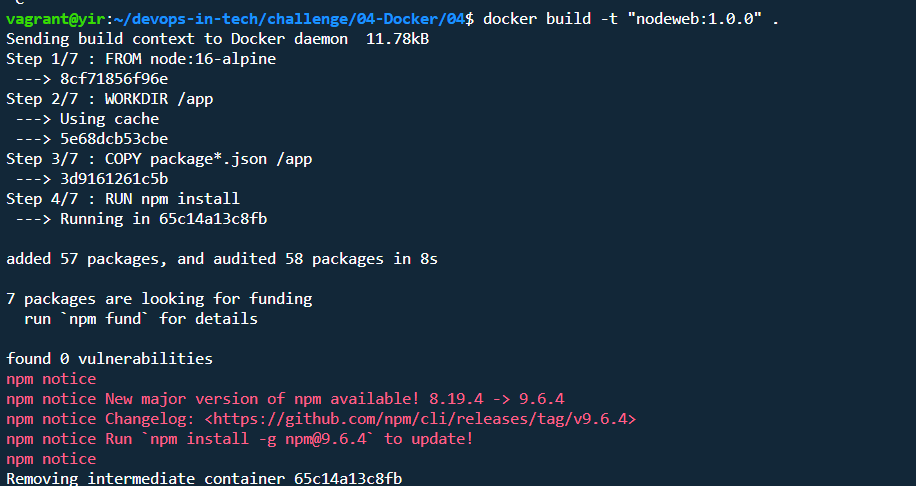 vagrant@yir:~/devops-in-tech/challenge/04-Docker/04$ docker build -t "nodeweb:1.0.0" .
Sending build context to Docker daemon  11.78kB
Step 1/7 : FROM node:16-alpine
 ---> 8cf71856f96e
Step 2/7 : WORKDIR /app
 ---> Using cache
 ---> 5e68dcb53cbe
Step 3/7 : COPY package*.json /app
 ---> 3d9161261c5b
Step 4/7 : RUN npm install
 ---> Running in 65c14a13c8fb
added 57 packages, and audited 58 packages in 8s
7 packages are looking for funding
  run `npm fund` for details
found 0 vulnerabilities
npm notice
npm notice New major version of npm available! 8.19.4 -> 9.6.4
npm notice Changelog: <https://github.com/npm/cli/releases/tag/v9.6.4>
npm notice Run `npm install -g npm@9.6.4` to update!
npm notice
Removing intermediate container 65c14a13c8fb